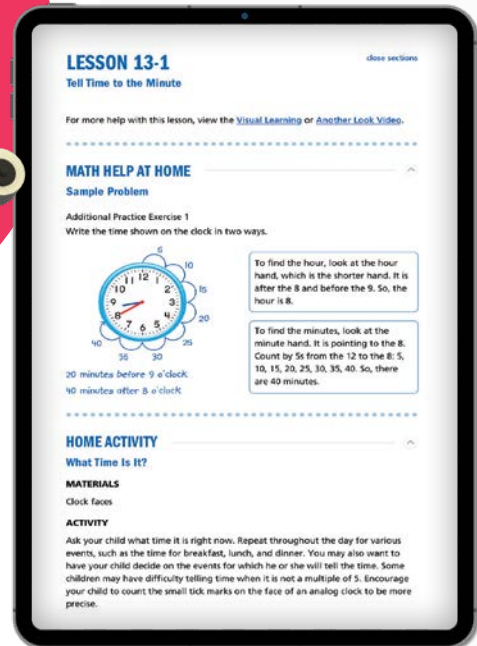 LESSON 13-1
close sections
Tell Time to the Minute
For more help with this lesson, view the Visual Learning or Another Look Video.
MATH HELP AT HOME
Sample Problem
Additional Practice Exercise 1
Write the time shown on the clock in two ways.
5
10
15
20
25
30
35
40
12
1
2
3
4
5
6
7
8
9
10
11
20 minutes before 9 o'clock
40 minutes after 8 o'clock
To find the hour, look at the hour
hand, which is the shorter hand. It is
after the 8 and before the 9. So, the
hour is 8.
To find the minutes, look at the
minute hand. It is pointing to the 8.
Count by 5s from the 12 to the 8: 5,
10, 15, 20, 25, 30, 35, 40. So, there
are 40 minutes.
HOME ACTIVITY
What Time Is It?
MATERIALS
Clock faces
ACTIVITY
Ask your child what time it is right now. Repeat throughout the day for various
events, such as the time for breakfast, lunch, and dinner. You may also want to
have your child decide on the events for which he or she will tell the time. Some
children may have difficulty telling time when it is not a multiple of 5. Encourage
your child to count the small tick marks on the face of an analog clock to be more
precise.